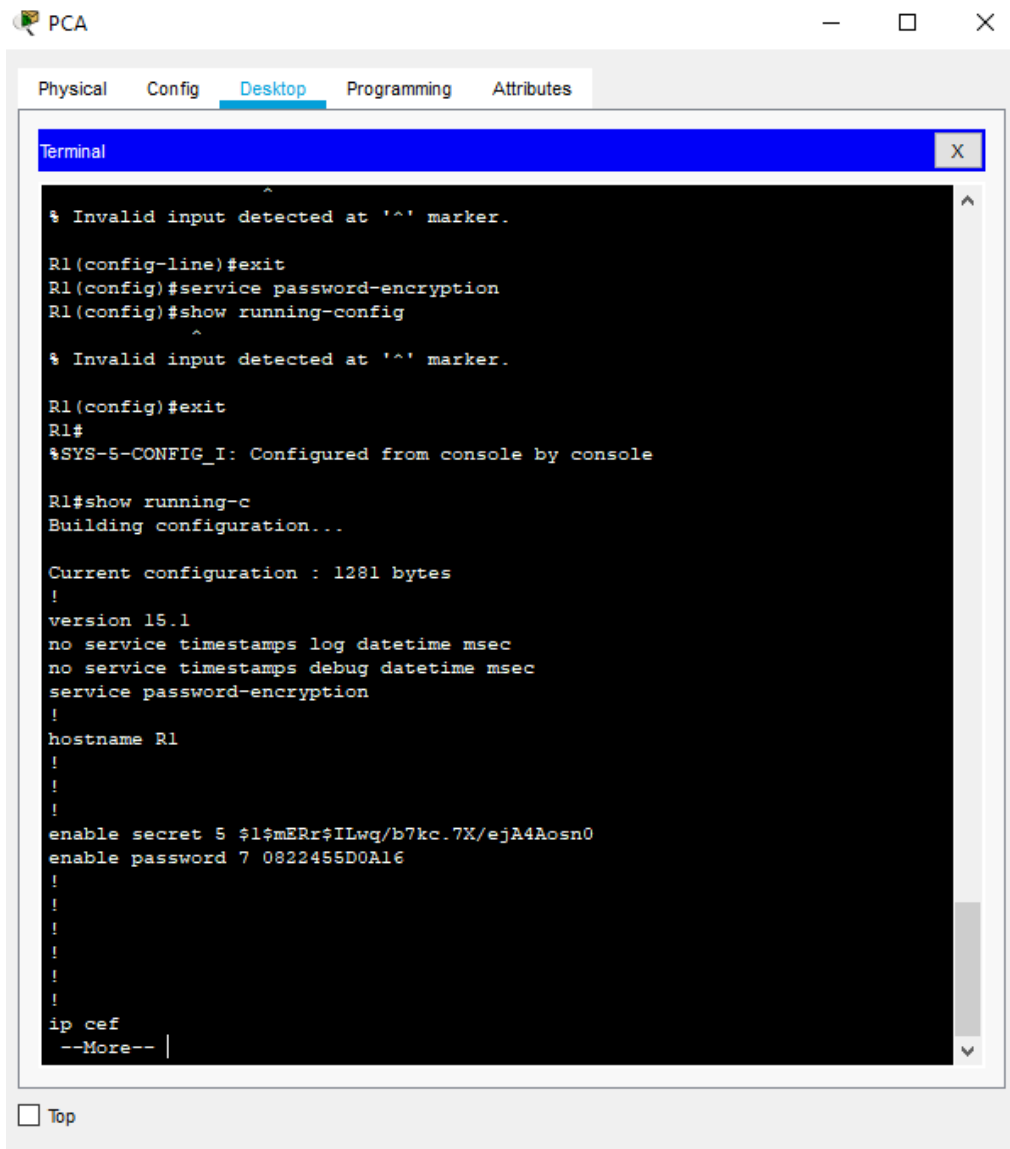 PCA
Physical Config Desktop Programming Attributes
Terminal X
^
% Invalid input detected at '^' marker.
R1(config-line)#exit
R1(config)#service password-encryption
R1(config)#show running-config
^
% Invalid input detected at '^' marker.
R1(config)#exit
R1#
%SYS-5-CONFIG_I: Configured from console by console
R1#show running-c
Building configuration...
Current configuration : 1281 bytes
!
version 15.1
no service timestamps log datetime msec
no service timestamps debug datetime msec
service password-encryption
!
hostname R1
!
!
!
enable secret 5 $1$mERr$ILwq/b7kc.7X/ejA4Aosn0
enable password 7 0822455D0A16
!
!
!
!
!
!
ip cef
--More--
Top